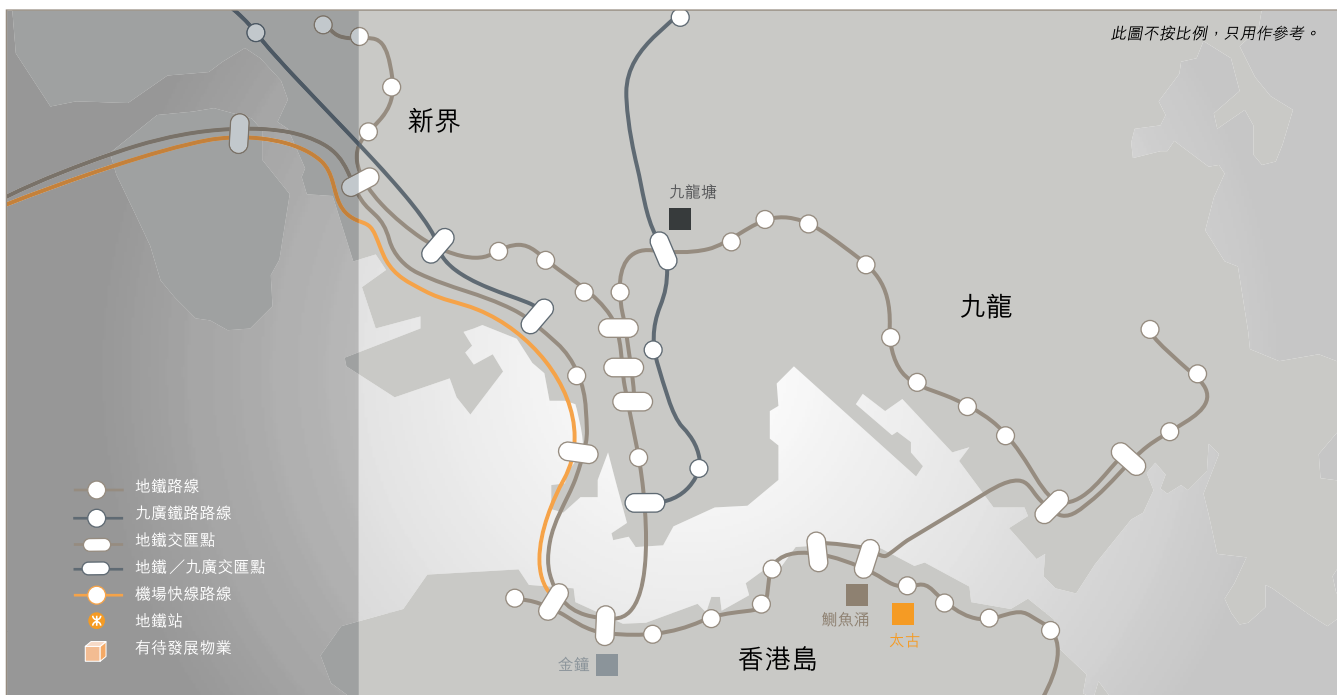 此圖不按比例，只用作參考。
新界
九龍塘
九龍
地鐵路線
九廣鐵路路線
地鐵交匯點
地鐵／九廣交匯點
機場快線路線
地鐵站
有待發展物業
鰂魚涌
太古
香港島
金鐘